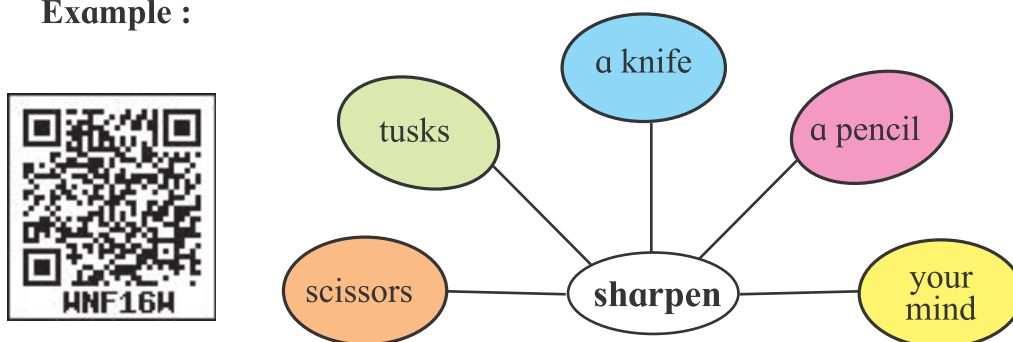 Example :
a knife
tusks
a pencil
scissors
sharpen
your
mind
WNF16W